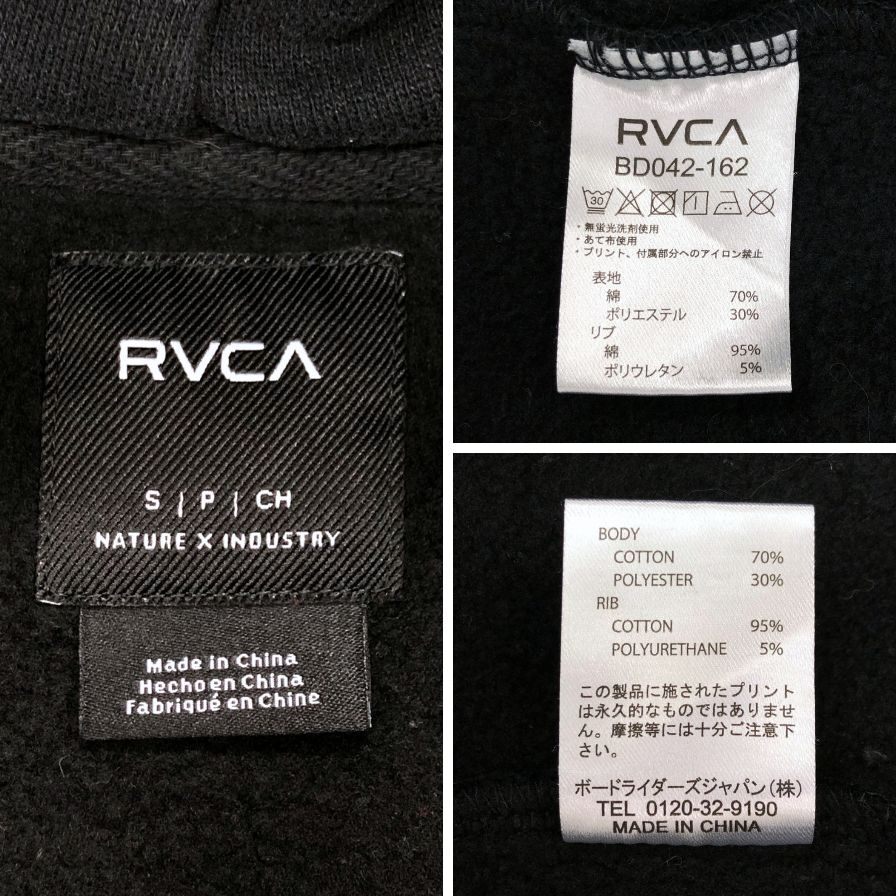 RVCA
S | P | CH
NATURE X INDUSTRY
Made in China
Hecho en China
Fabriqué en Chine
RVCA
BD042-162
30
・無蛍光洗剤使用
・あて布使用
・プリント、付属部分へのアイロン禁止
表地
綿 70%
ポリエステル 30%
リブ
綿 95%
ポリウレタン 5%
BODY
COTTON 70%
POLYESTER 30%
RIB
COTTON 95%
POLYURETHANE 5%
この製品に施されたプリント
は永久的なものではありませ
ん。摩擦等には十分ご注意下
さい。
ボードライダーズジャパン(株)
TEL 0120-32-9190
MADE IN CHINA